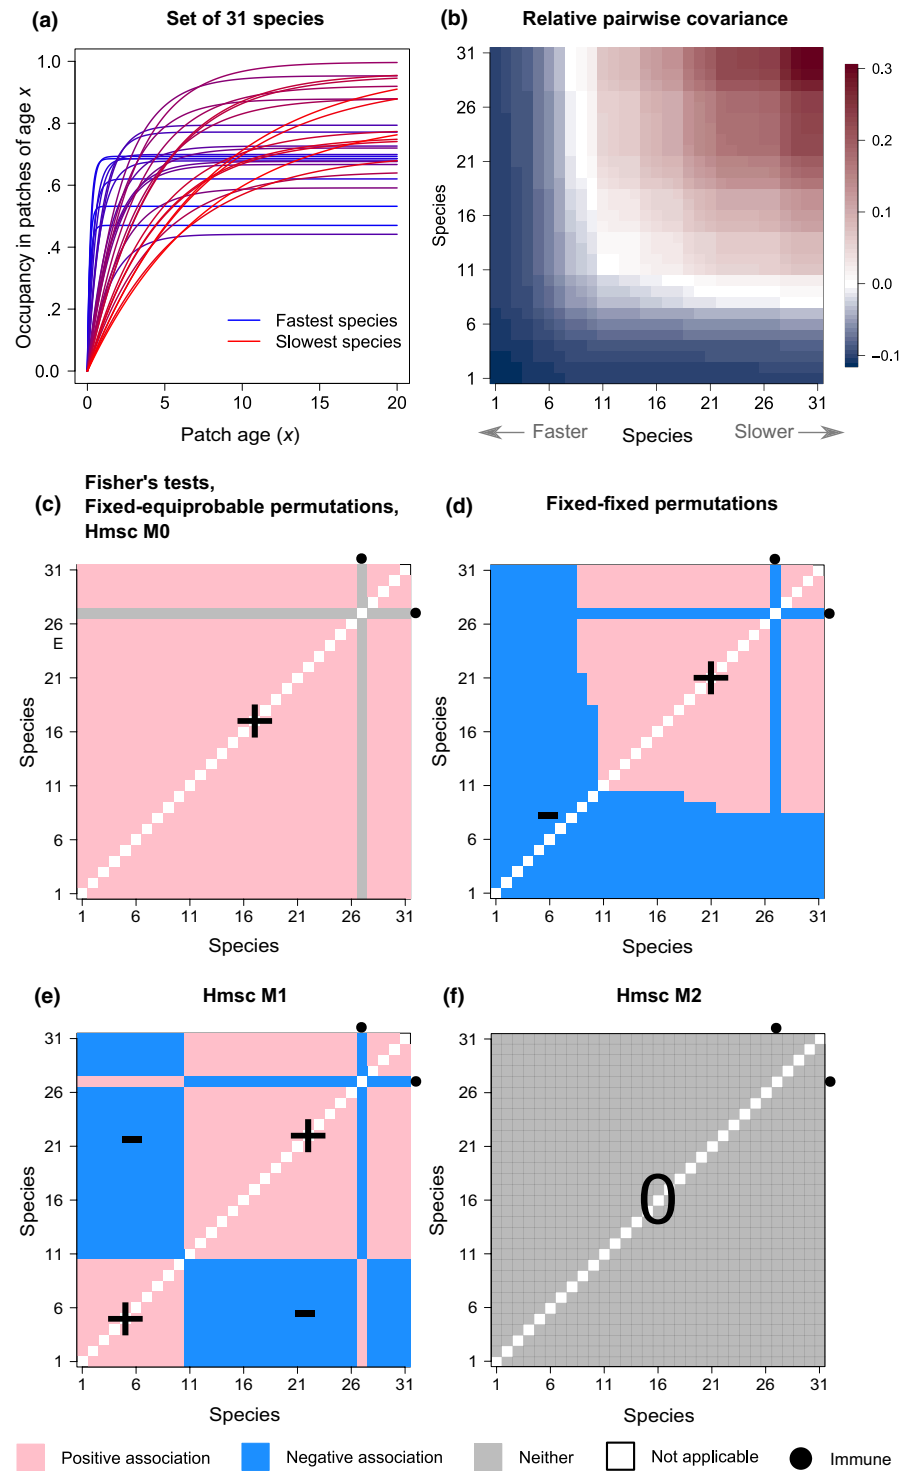 (a) Set of 31 species
Occupancy in patches of age x
1.0
.8
.6
.4
.2
0.0
Fastest species
Slowest species
0 5 10 15 20
Patch age (x)
(b) Relative pairwise covariance
Species
31
26
21
16
11
6
1
1 6 11 16 21 26 31
Faster Species Slower
0.3
0.2
0.1
0.0
−0.1
(c) Fisher's tests,
Fixed-equiprobable permutations,
Hmsc M0
Species
31
26
E
21
16
11
6
1
+
1 6 11 16 21 26 31
Species
(d) Fixed-fixed permutations
Species
31
26
21
16
11
6
1
+
-
1 6 11 16 21 26 31
Species
(e) Hmsc M1
Species
31
26
21
16
11
6
1
-
+
+
-
1 6 11 16 21 26 31
Species
(f) Hmsc M2
Species
31
26
21
16
11
6
1
0
1 6 11 16 21 26 31
Species
Positive association Negative association Neither Not applicable Immune